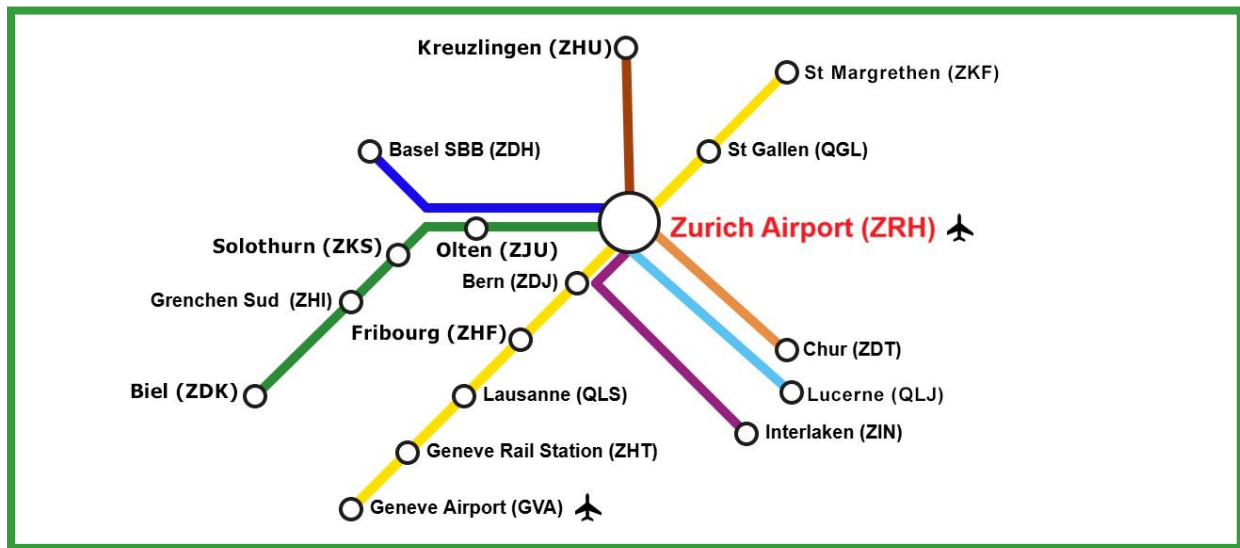 Kreuzlingen (ZHU)
St Margrethen (ZKF)
Basel SBB (ZDH)
St Gallen (QGL)
Zurich Airport (ZRH)
Solothurn (ZKS)
Olten (ZJU)
Bern (ZDJ)
Grenchen Sud (ZHI)
Fribourg (ZHF)
Chur (ZDT)
Biel (ZDK)
Lausanne (QLS)
Lucerne (QLJ)
Interlaken (ZIN)
Geneve Rail Station (ZHT)
Geneve Airport (GVA)